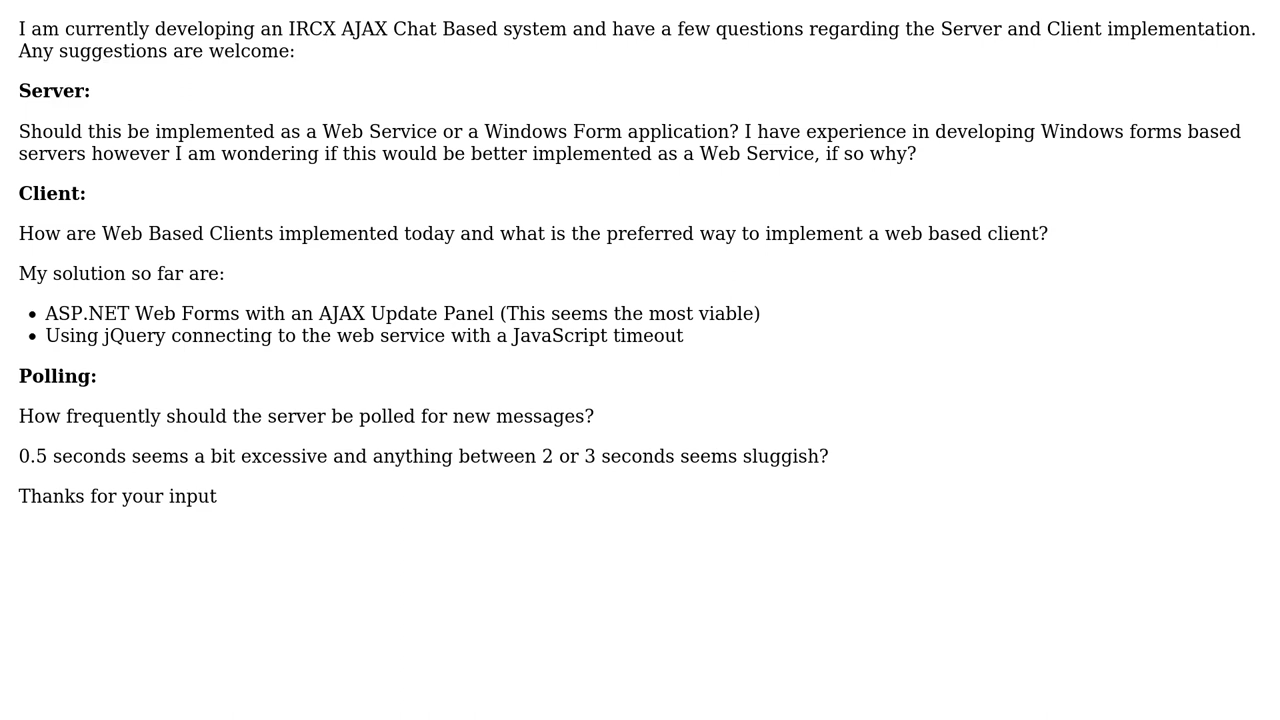 I am currently developing an IRCX AJAX Chat Based system and have a few questions regarding the Server and Client implementation.
Any suggestions are welcome:
Server:
Should this be implemented as a Web Service or a Windows Form application? I have experience in developing Windows forms based
servers however I am wondering if this would be better implemented as a Web Service, if so why?
Client:
How are Web Based Clients implemented today and what is the preferred way to implement a web based client?
My solution so far are:
• ASP.NET Web Forms with an AJAX Update Panel (This seems the most viable)
• Using jQuery connecting to the web service with a JavaScript timeout
Polling:
How frequently should the server be polled for new messages?
0.5 seconds seems a bit excessive and anything between 2 or 3 seconds seems sluggish?
Thanks for your input